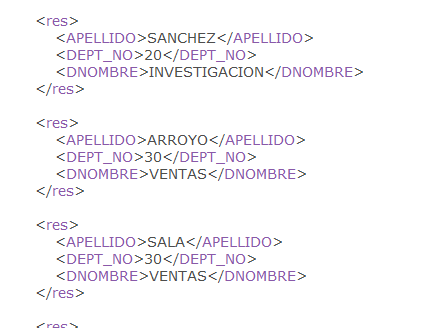 <res>
<APELLIDO>SANCHEZ</APELLIDO>
<DEPT_NO>20</DEPT_NO>
<DNOMBRE>INVESTIGACION</DNOMBRE>
</res>
<res>
<APELLIDO>ARROYO</APELLIDO>
<DEPT_NO>30</DEPT_NO>
<DNOMBRE>VENTAS</DNOMBRE>
</res>
<res>
<APELLIDO>SALA</APELLIDO>
<DEPT_NO>30</DEPT_NO>
<DNOMBRE>VENTAS</DNOMBRE>
</res>
<res>